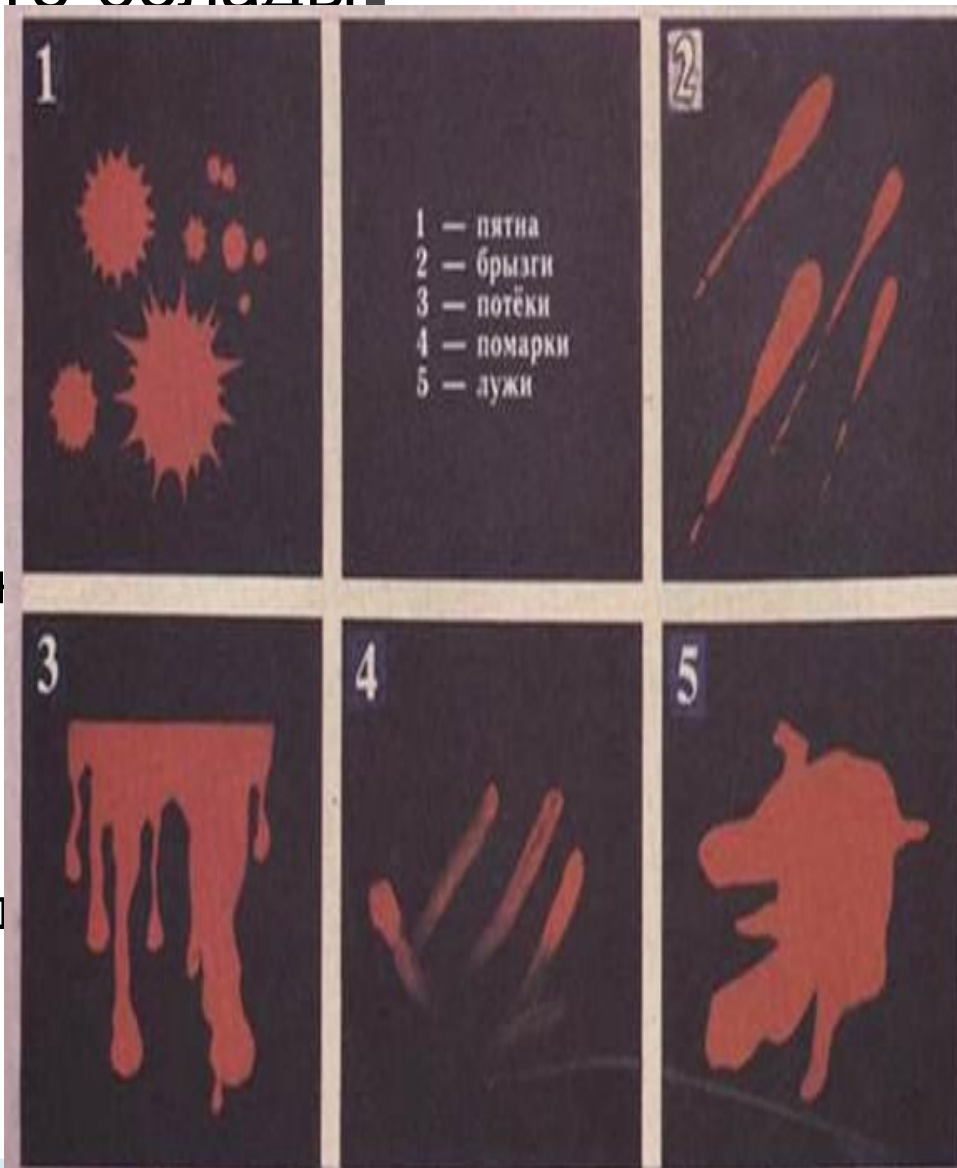 1
2
1 — пятна
2 — брызги
3 — потёки
4 — помарки
5 — лужи
3
4
5